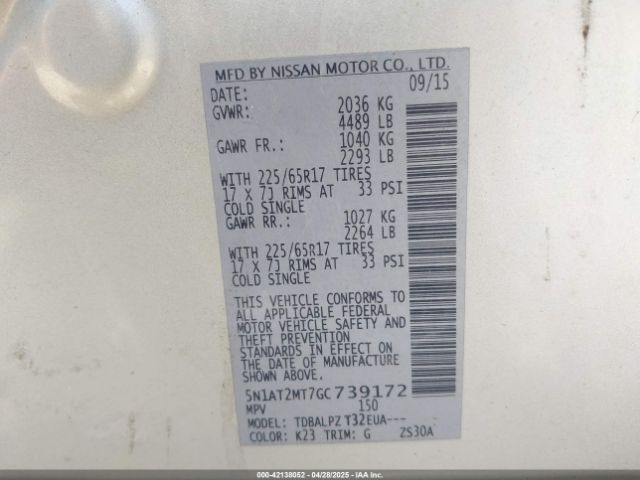 MFD BY NISSAN MOTOR CO., LTD.
DATE: 09/15
GVWR: 2036 KG
4489 LB
GAWR FR.: 1040 KG
2293 LB
WITH 225/65R17 TIRES
17 X 7J RIMS AT 33 PSI
COLD SINGLE
GAWR RR.: 1027 KG
2264 LB
WITH 225/65R17 TIRES
17 X 7J RIMS AT 33 PSI
COLD SINGLE
THIS VEHICLE CONFORMS TO
ALL APPLICABLE FEDERAL
MOTOR VEHICLE SAFETY AND
THEFT PREVENTION
STANDARDS IN EFFECT ON
THE DATE OF MANUFACTURE
SHOWN ABOVE.
5N1AT2MT7GC739172
MPV 150
MODEL: TDBALPZ T32EUA---
COLOR: K23 TRIM: G ZS30A
000-42138052 / 04/28/2025 / IAAI.com